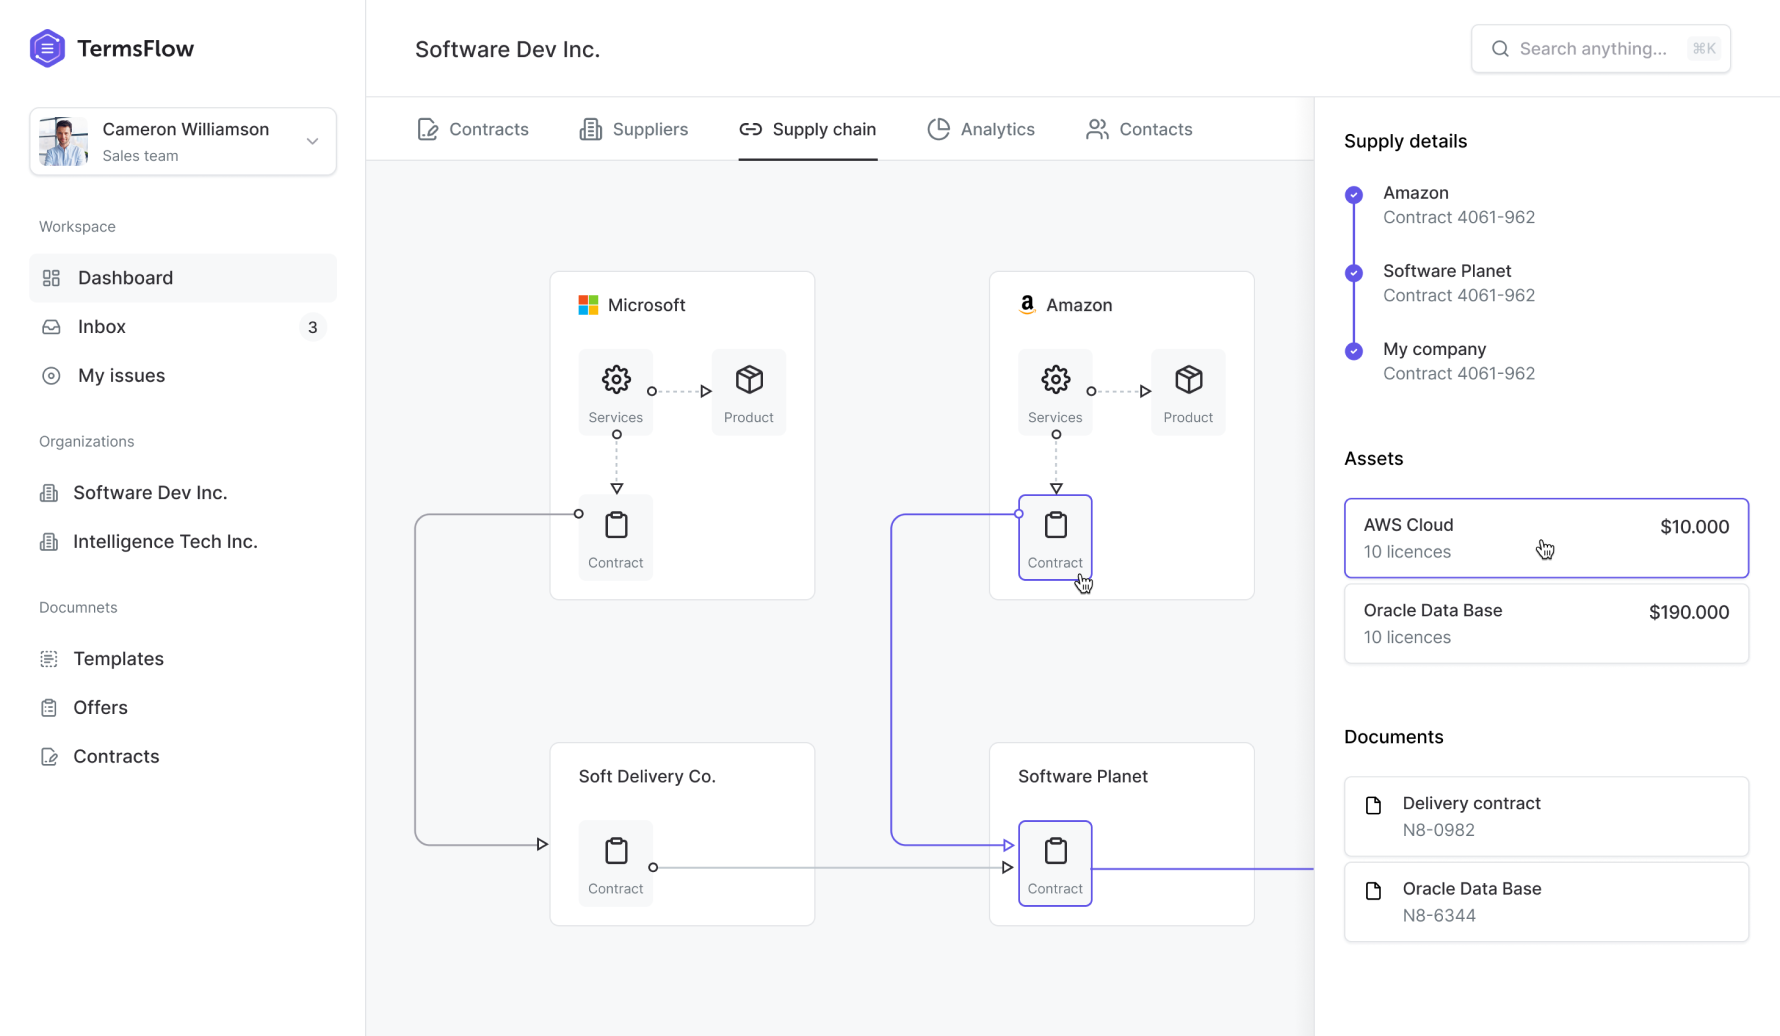 TermsFlow
Cameron Williamson
Sales team
Workspace
Dashboard
Inbox
3
My issues
Organizations
Software Dev Inc.
Intelligence Tech Inc.
Documnets
Templates
Offers
Contracts
Software Dev Inc.
Search anything...
⌘K
Contracts
Suppliers
Supply chain
Analytics
Contacts
Microsoft
Services
Product
Contract
Amazon
Services
Product
Contract
Soft Delivery Co.
Contract
Software Planet
Contract
Supply details
Amazon
Contract 4061-962
Software Planet
Contract 4061-962
My company
Contract 4061-962
Assets
AWS Cloud
$10.000
10 licences
Oracle Data Base
$190.000
10 licences
Documents
Delivery contract
N8-0982
Oracle Data Base
N8-6344